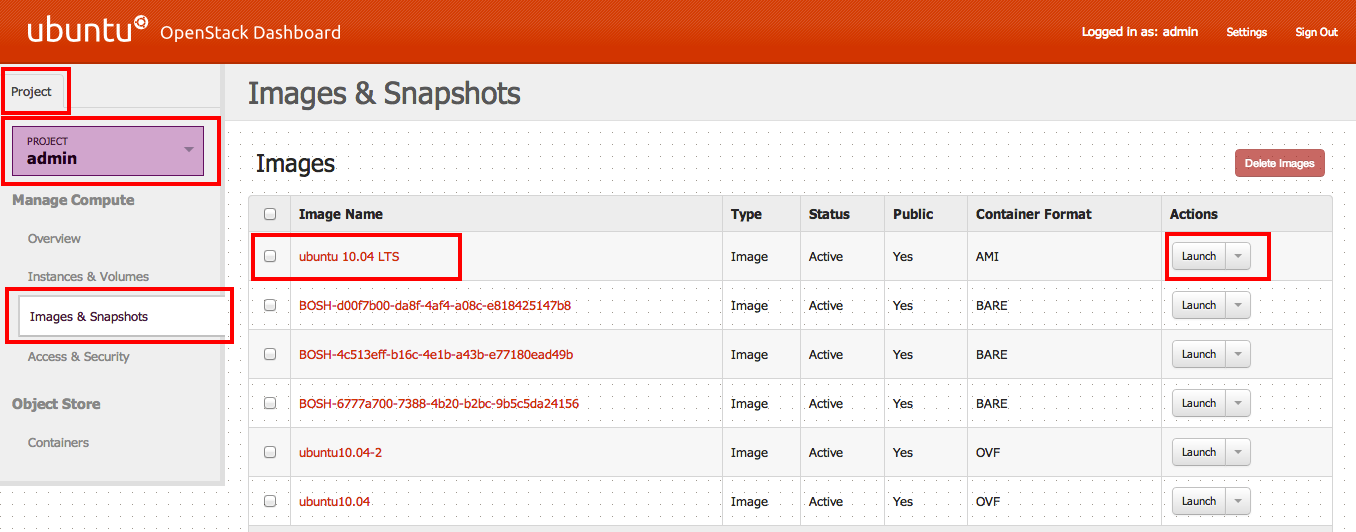 ubuntu OpenStack Dashboard Logged in as: admin Settings Sign Out
Project
PROJECT
admin
Manage Compute
Overview
Instances & Volumes
Images & Snapshots
Access & Security
Object Store
Containers
Images & Snapshots
Images Delete Images
Image Name Type Status Public Container Format Actions
ubuntu 10.04 LTS Image Active Yes AMI Launch
BOSH-d00f7b00-da8f-4af4-a08c-e818425147b8 Image Active Yes BARE Launch
BOSH-4c513eff-b16c-4e1b-a43b-e77180ead49b Image Active Yes BARE Launch
BOSH-6777a700-7388-4b20-b2bc-9b5c5da24156 Image Active Yes BARE Launch
ubuntu10.04-2 Image Active Yes OVF Launch
ubuntu10.04 Image Active Yes OVF Launch